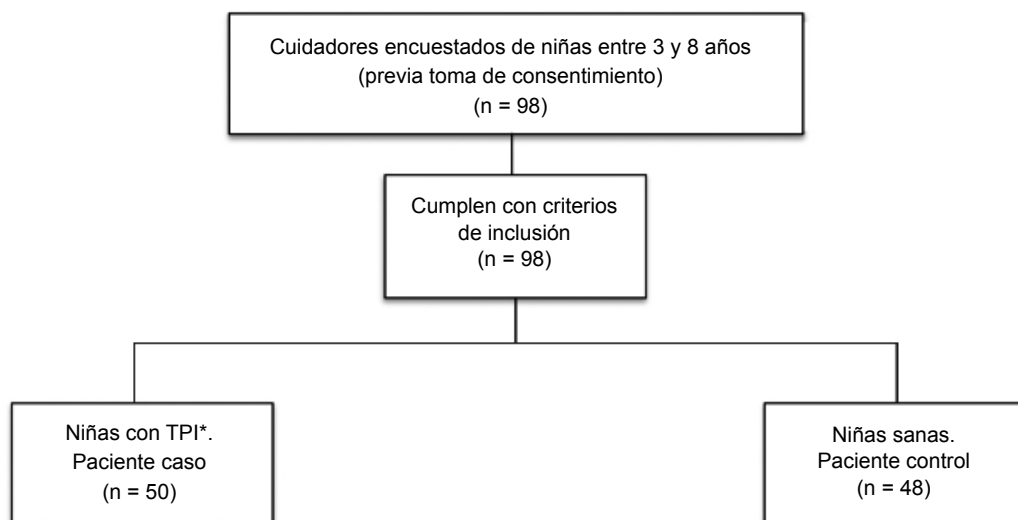 Cuidadores encuestados de niñas entre 3 y 8 años
(previa toma de consentimiento)
(n = 98)
Cumplen con criterios
de inclusión
(n = 98)
Niñas con TPI*.
Paciente caso
(n = 50)
Niñas sanas.
Paciente control
(n = 48)